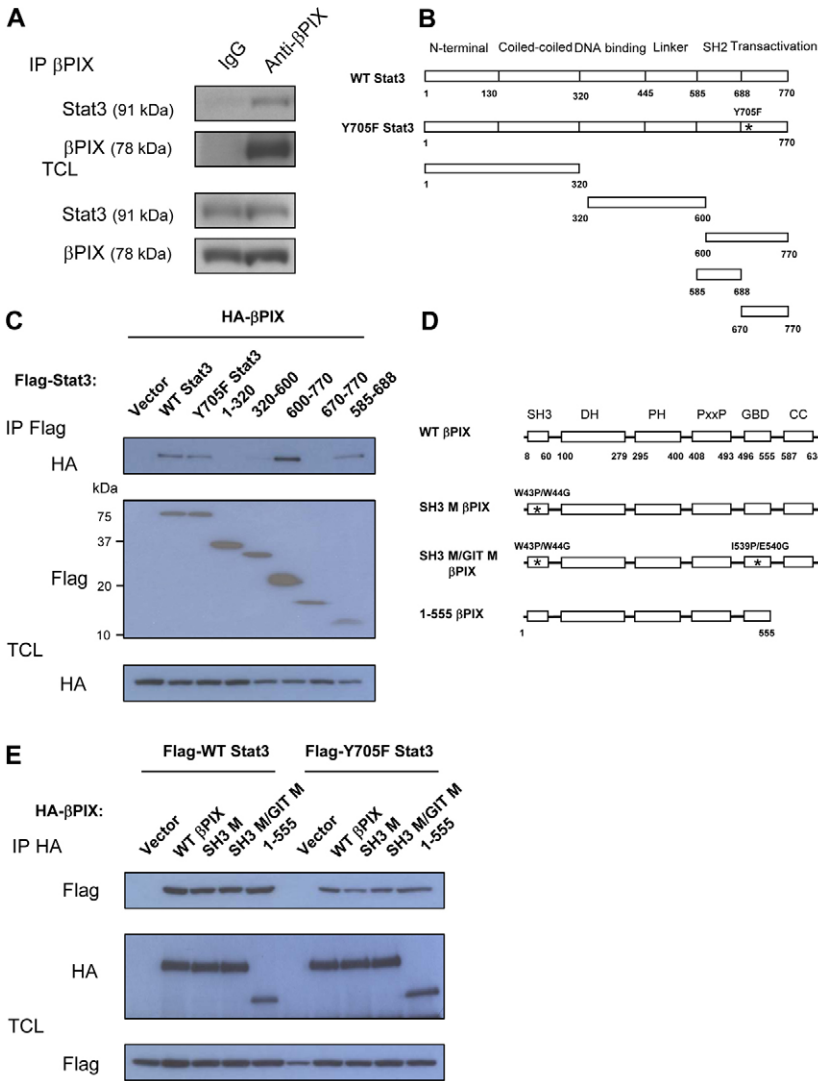 A
IP βPIX
IgG
Anti-βPIX
Stat3 (91 kDa)
βPIX (78 kDa)
TCL
Stat3 (91 kDa)
βPIX (78 kDa)
B
N-terminal Coiled-coiled DNA binding Linker SH2 Transactivation
WT Stat3
1 130 320 445 585 688 770
Y705F
Y705F Stat3
*
1 770
1 320
320 600
600 770
585 688
670 770
C
HA-βPIX
Flag-Stat3:
Vector
WT Stat3
Y705F Stat3
1-320
320-600
600-770
670-770
585-688
IP Flag
HA
kDa
75
37
Flag
20
10
TCL
HA
D
SH3 DH PH PxxP GBD CC
WT βPIX
8 60 100 279 295 400 408 493 496 555 587
W43P/W44G
SH3 M βPIX
*
W43P/W44G I539P/E540G
SH3 M/GIT M
βPIX
* *
1-555 βPIX
1 555
E
Flag-WT Stat3 Flag-Y705F Stat3
HA-βPIX:
Vector
WT βPIX
SH3 M
SH3 M/GIT M
1-555
Vector
WT βPIX
SH3 M
SH3 M/GIT M
1-555
IP HA
Flag
HA
TCL
Flag